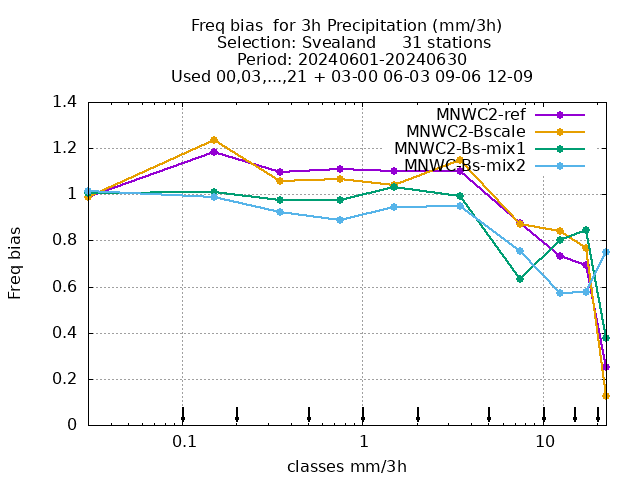 Freq bias  for 3h Precipitation (mm/3h)
Selection: Svealand     31 stations
Period: 20240601-20240630
Used 00,03,...,21 + 03-00 06-03 09-06 12-09
MNWC2-ref
MNWC2-Bscale
MNWC2-Bs-mix1
MNWC-Bs-mix2
1.4
1.2
1
0.8
0.6
0.4
0.2
0
Freq bias
0.1 1 10
classes mm/3h